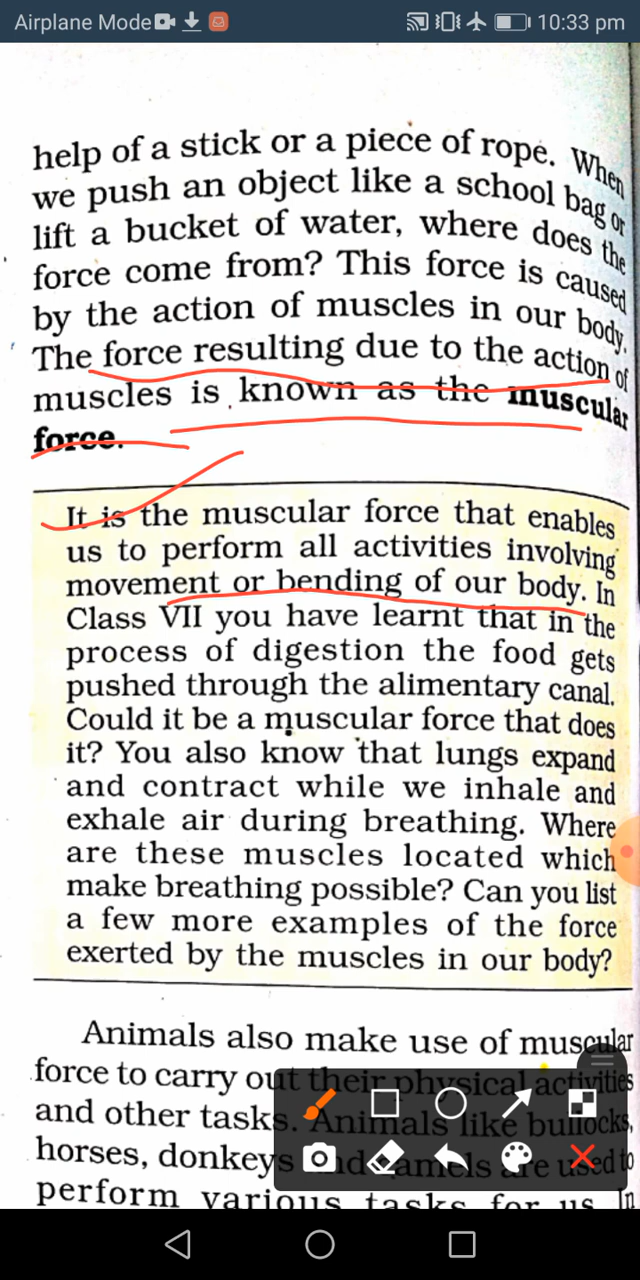 Airplane Mode 10:33 pm
help of a stick or a piece of rope. When
we push an object like a school bag or
lift a bucket of water, where does the
force come from? This force is caused
by the action of muscles in our body.
The force resulting due to the action of
muscles is known as the muscular
force.
It is the muscular force that enables
us to perform all activities involving
movement or bending of our body. In
Class VII you have learnt that in the
process of digestion the food gets
pushed through the alimentary canal.
Could it be a muscular force that does
it? You also know that lungs expand
and contract while we inhale and
exhale air during breathing. Where
are these muscles located which
make breathing possible? Can you list
a few more examples of the force
exerted by the muscles in our body?
Animals also make use of muscular
force to carry out their physical activities
and other tasks. Animals like bullocks,
horses, donkeys and camels are used to
perform various tasks for us. In